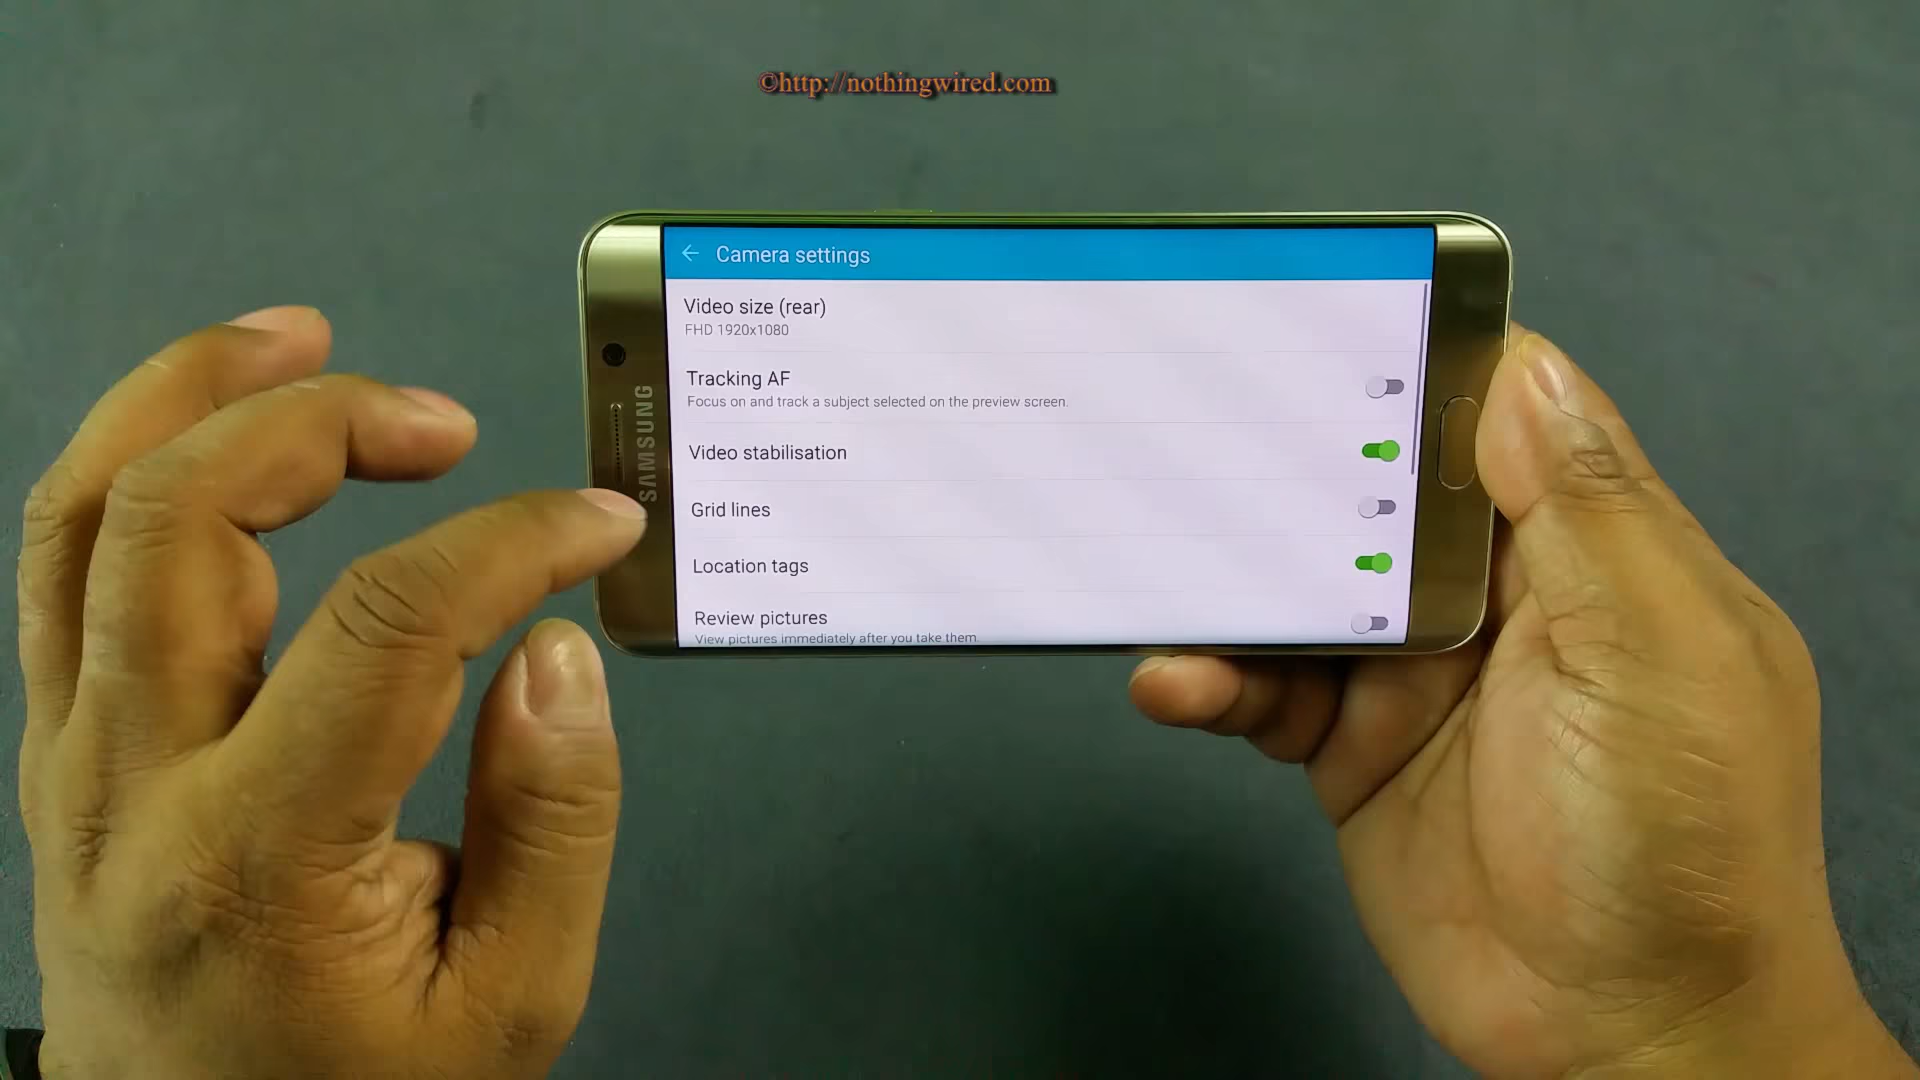 ©http://nothingwired.com
Camera settings
Video size (rear)
FHD 1920x1080
Tracking AF
Focus on and track a subject selected on the preview screen.
Video stabilisation
Grid lines
Location tags
Review pictures
View pictures immediately after you take them.
SAMSUNG